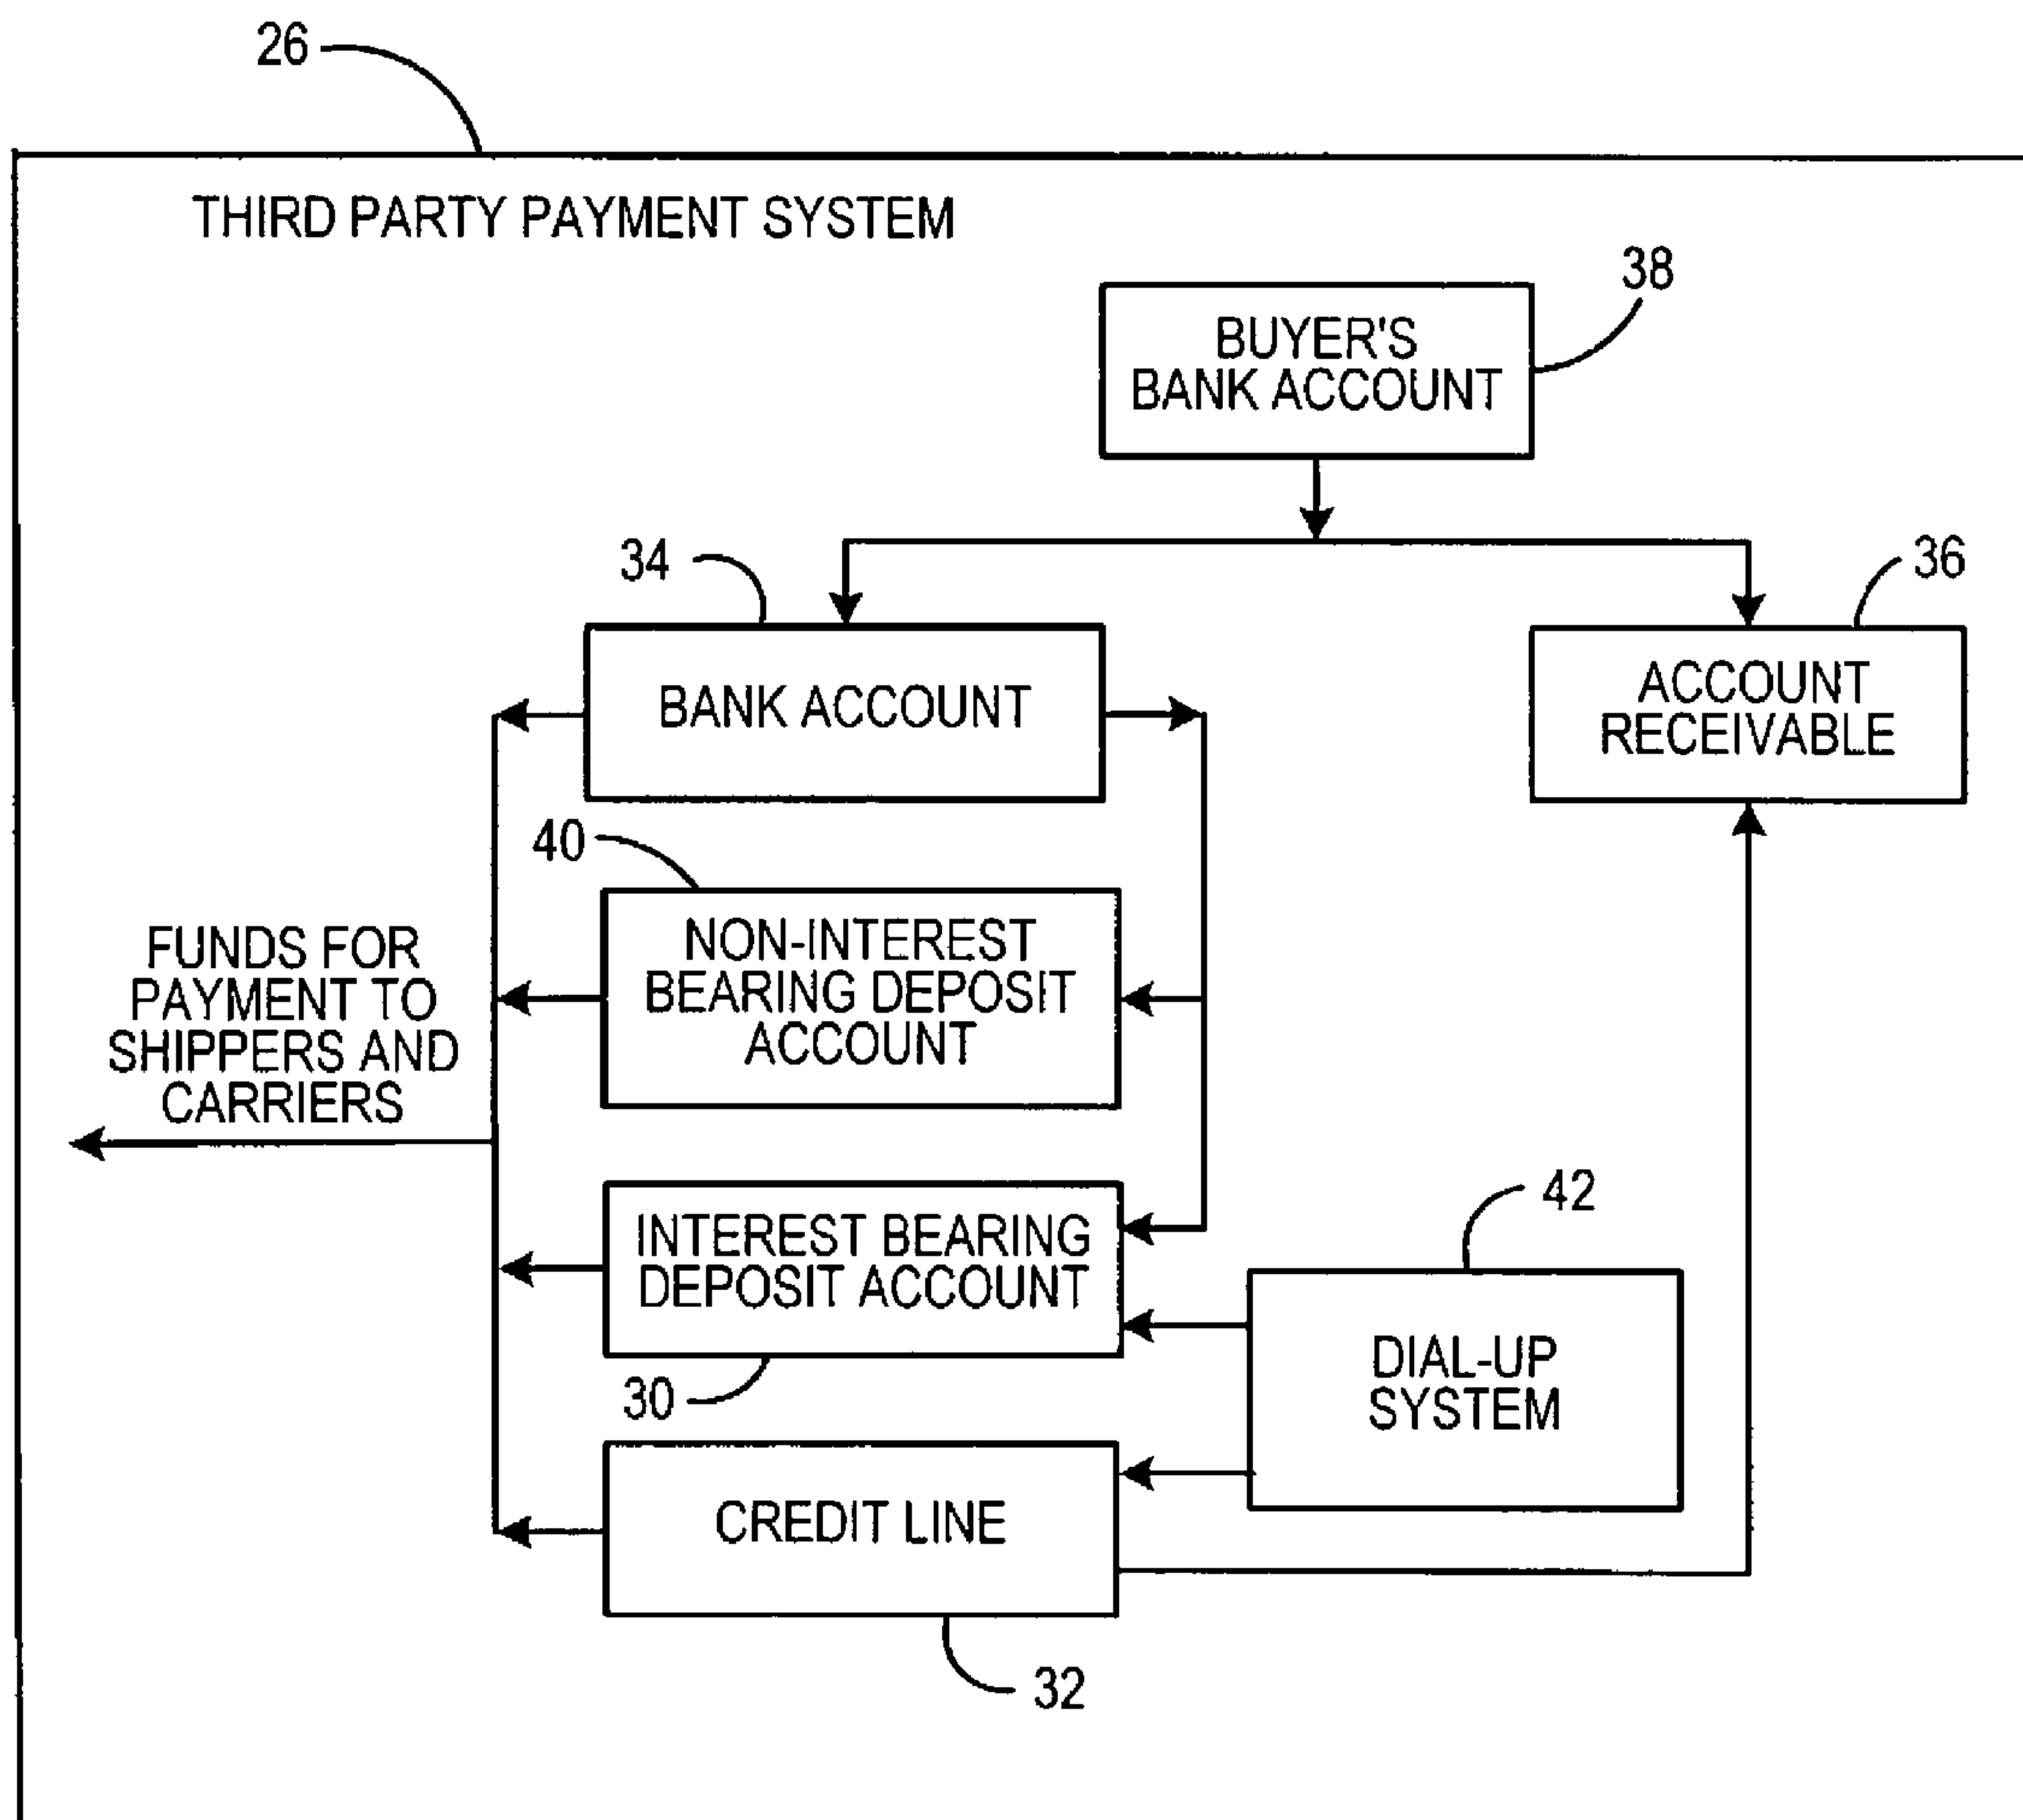 26
THIRD PARTY PAYMENT SYSTEM
38
BUYER'S
BANK ACCOUNT
34
36
BANK ACCOUNT
ACCOUNT
RECEIVABLE
40
NON-INTEREST
BEARING DEPOSIT
ACCOUNT
FUNDS FOR
PAYMENT TO
SHIPPERS AND
CARRIERS
42
INTEREST BEARING
DEPOSIT ACCOUNT
DIAL-UP
SYSTEM
30
CREDIT LINE
32